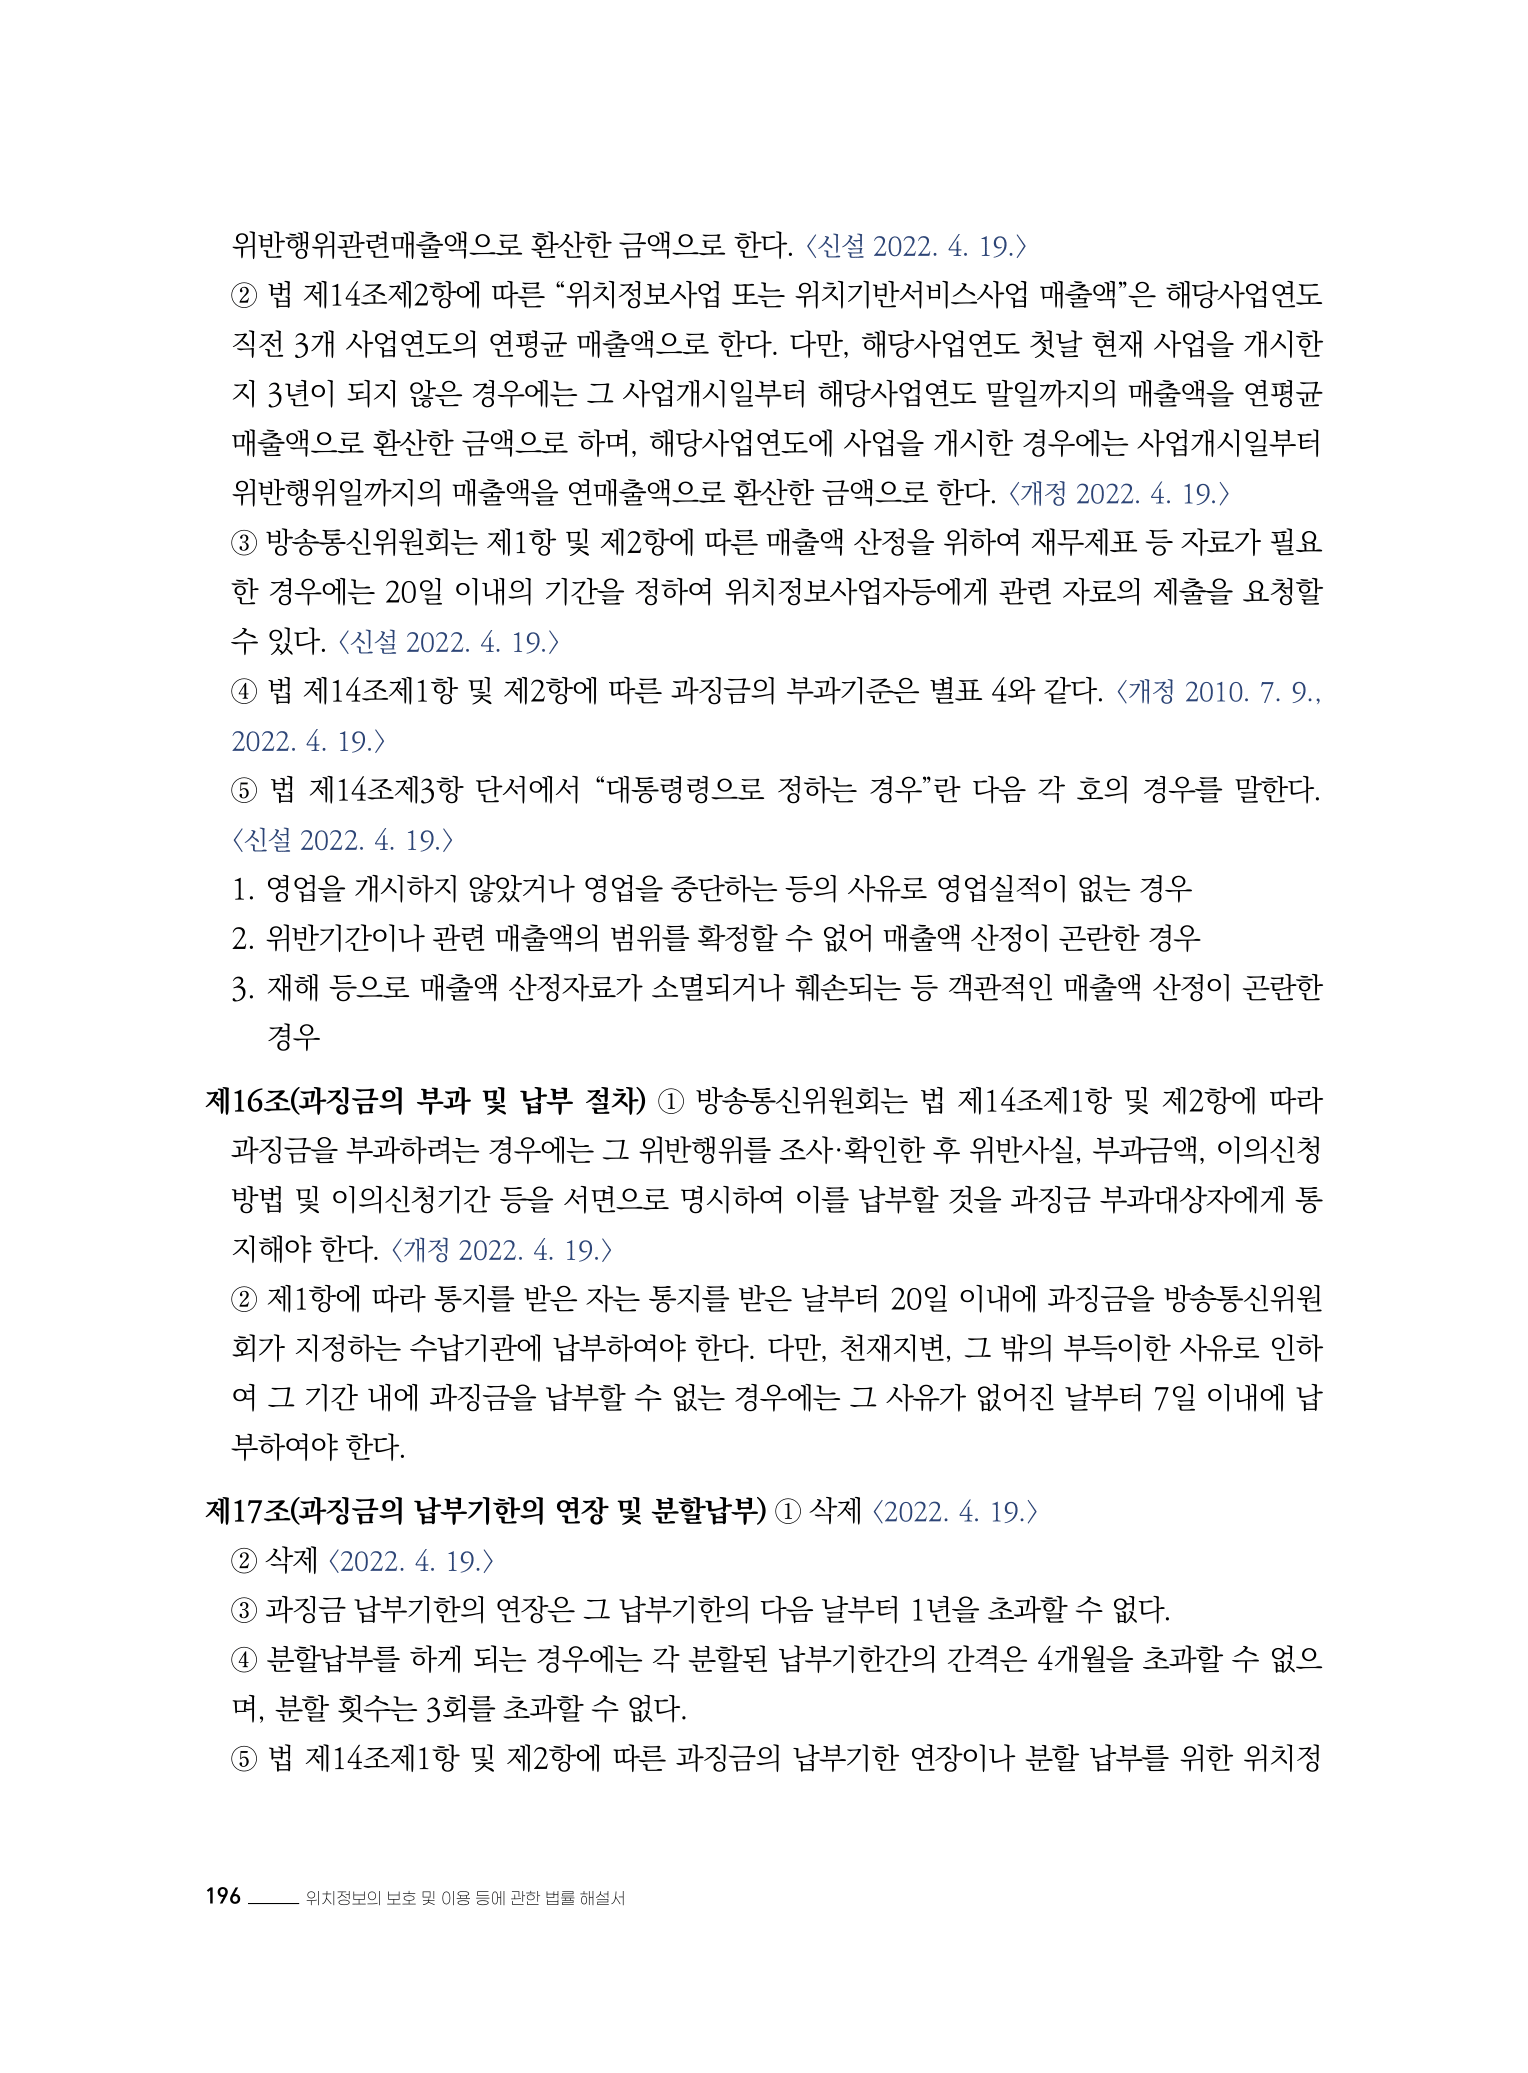 위반행위관련매출액으로 환산한 금액으로 한다. 〈신설 2022. 4. 19.〉
② 법 제14조제2항에 따른 “위치정보사업 또는 위치기반서비스사업 매출액”은 해당사업연도
직전 3개 사업연도의 연평균 매출액으로 한다. 다만, 해당사업연도 첫날 현재 사업을 개시한
지 3년이 되지 않은 경우에는 그 사업개시일부터 해당사업연도 말일까지의 매출액을 연평균
매출액으로 환산한 금액으로 하며, 해당사업연도에 사업을 개시한 경우에는 사업개시일부터
위반행위일까지의 매출액을 연매출액으로 환산한 금액으로 한다. 〈개정 2022. 4. 19.〉
③ 방송통신위원회는 제1항 및 제2항에 따른 매출액 산정을 위하여 재무제표 등 자료가 필요
한 경우에는 20일 이내의 기간을 정하여 위치정보사업자등에게 관련 자료의 제출을 요청할
수 있다. 〈신설 2022. 4. 19.〉
④ 법 제14조제1항 및 제2항에 따른 과징금의 부과기준은 별표 4와 같다. 〈개정 2010. 7. 9.,
2022. 4. 19.〉
⑤ 법 제14조제3항 단서에서 “대통령령으로 정하는 경우”란 다음 각 호의 경우를 말한다.
〈신설 2022. 4. 19.〉
1. 영업을 개시하지 않았거나 영업을 중단하는 등의 사유로 영업실적이 없는 경우
2. 위반기간이나 관련 매출액의 범위를 확정할 수 없어 매출액 산정이 곤란한 경우
3. 재해 등으로 매출액 산정자료가 소멸되거나 훼손되는 등 객관적인 매출액 산정이 곤란한
경우
제16조(과징금의 부과 및 납부 절차) ① 방송통신위원회는 법 제14조제1항 및 제2항에 따라
과징금을 부과하려는 경우에는 그 위반행위를 조사·확인한 후 위반사실, 부과금액, 이의신청
방법 및 이의신청기간 등을 서면으로 명시하여 이를 납부할 것을 과징금 부과대상자에게 통
지해야 한다. 〈개정 2022. 4. 19.〉
② 제1항에 따라 통지를 받은 자는 통지를 받은 날부터 20일 이내에 과징금을 방송통신위원
회가 지정하는 수납기관에 납부하여야 한다. 다만, 천재지변, 그 밖의 부득이한 사유로 인하
여 그 기간 내에 과징금을 납부할 수 없는 경우에는 그 사유가 없어진 날부터 7일 이내에 납
부하여야 한다.
제17조(과징금의 납부기한의 연장 및 분할납부) ① 삭제 〈2022. 4. 19.〉
② 삭제 〈2022. 4. 19.〉
③ 과징금 납부기한의 연장은 그 납부기한의 다음 날부터 1년을 초과할 수 없다.
④ 분할납부를 하게 되는 경우에는 각 분할된 납부기한간의 간격은 4개월을 초과할 수 없으
며, 분할 횟수는 3회를 초과할 수 없다.
⑤ 법 제14조제1항 및 제2항에 따른 과징금의 납부기한 연장이나 분할 납부를 위한 위치정
196 위치정보의 보호 및 이용 등에 관한 법률 해설서